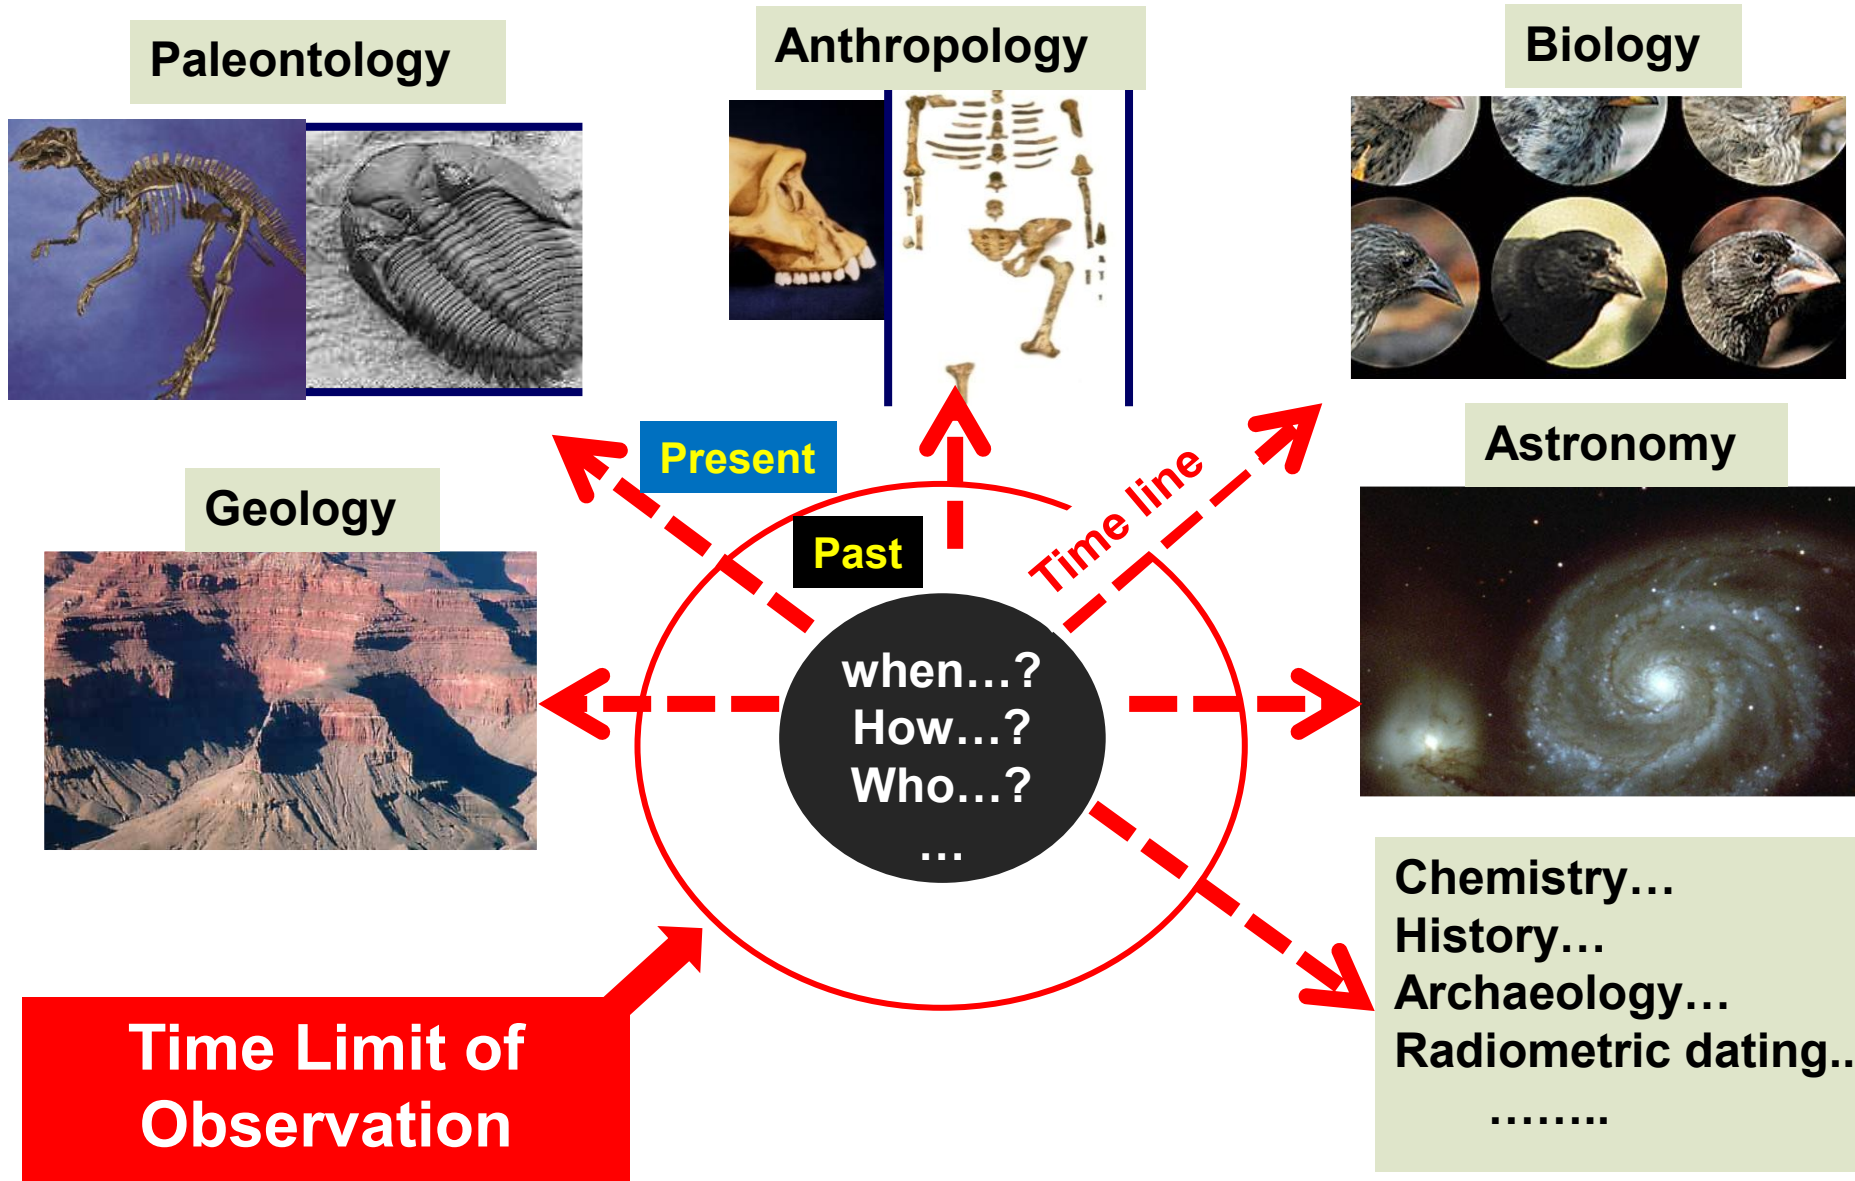 Paleontology
Anthropology
Biology
Present
Time line
Astronomy
Geology
Past
when…?
How…?
Who…?
…
Chemistry…
History…
Archaeology…
Radiometric dating..
……..
Time Limit of
Observation